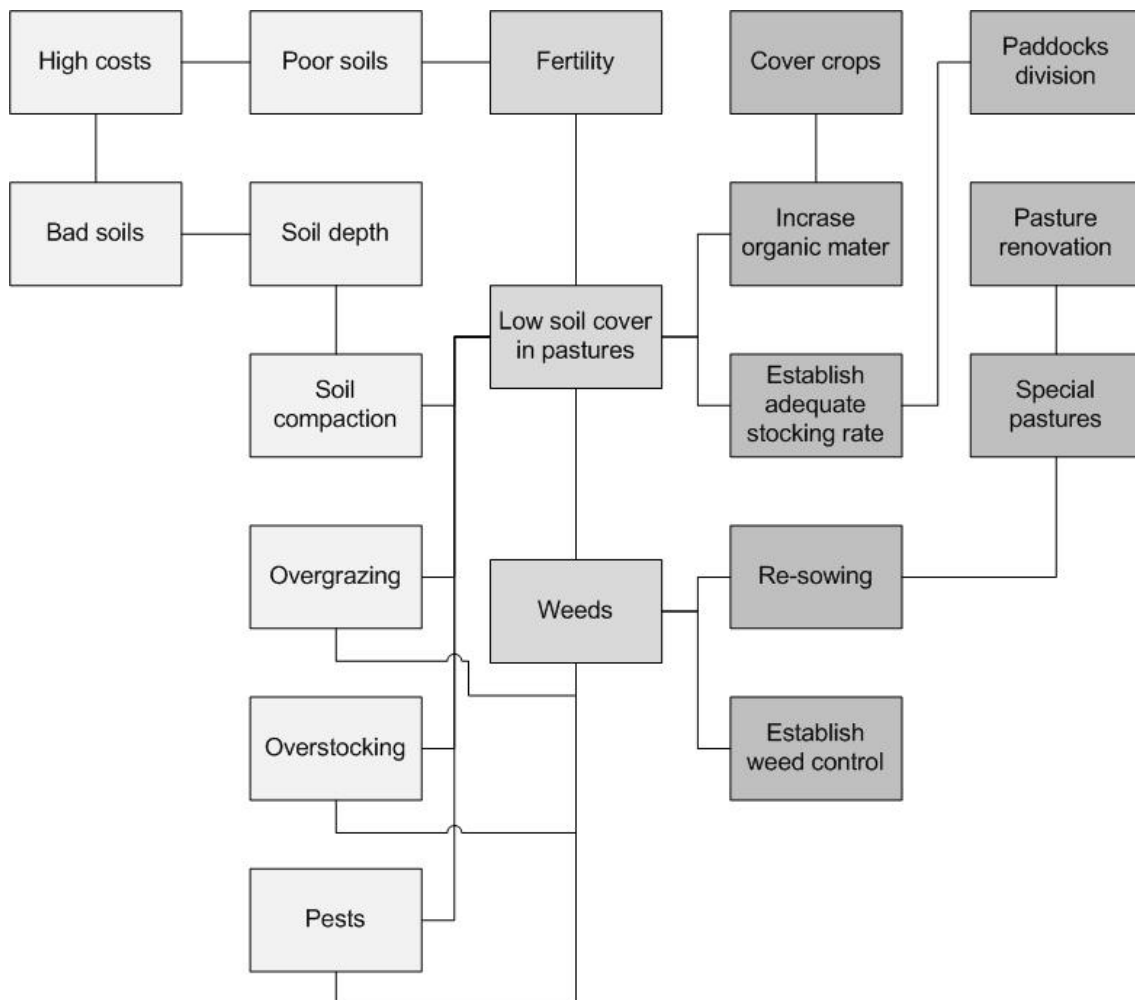 High costs
Poor soils
Fertility
Cover crops
Paddocks
division
Bad soils
Soil depth
Incrase
organic mater
Pasture
renovation
Low soil cover
in pastures
Soil
compaction
Establish
adequate
stocking rate
Special
pastures
Overgrazing
Weeds
Re-sowing
Overstocking
Establish
weed control
Pests